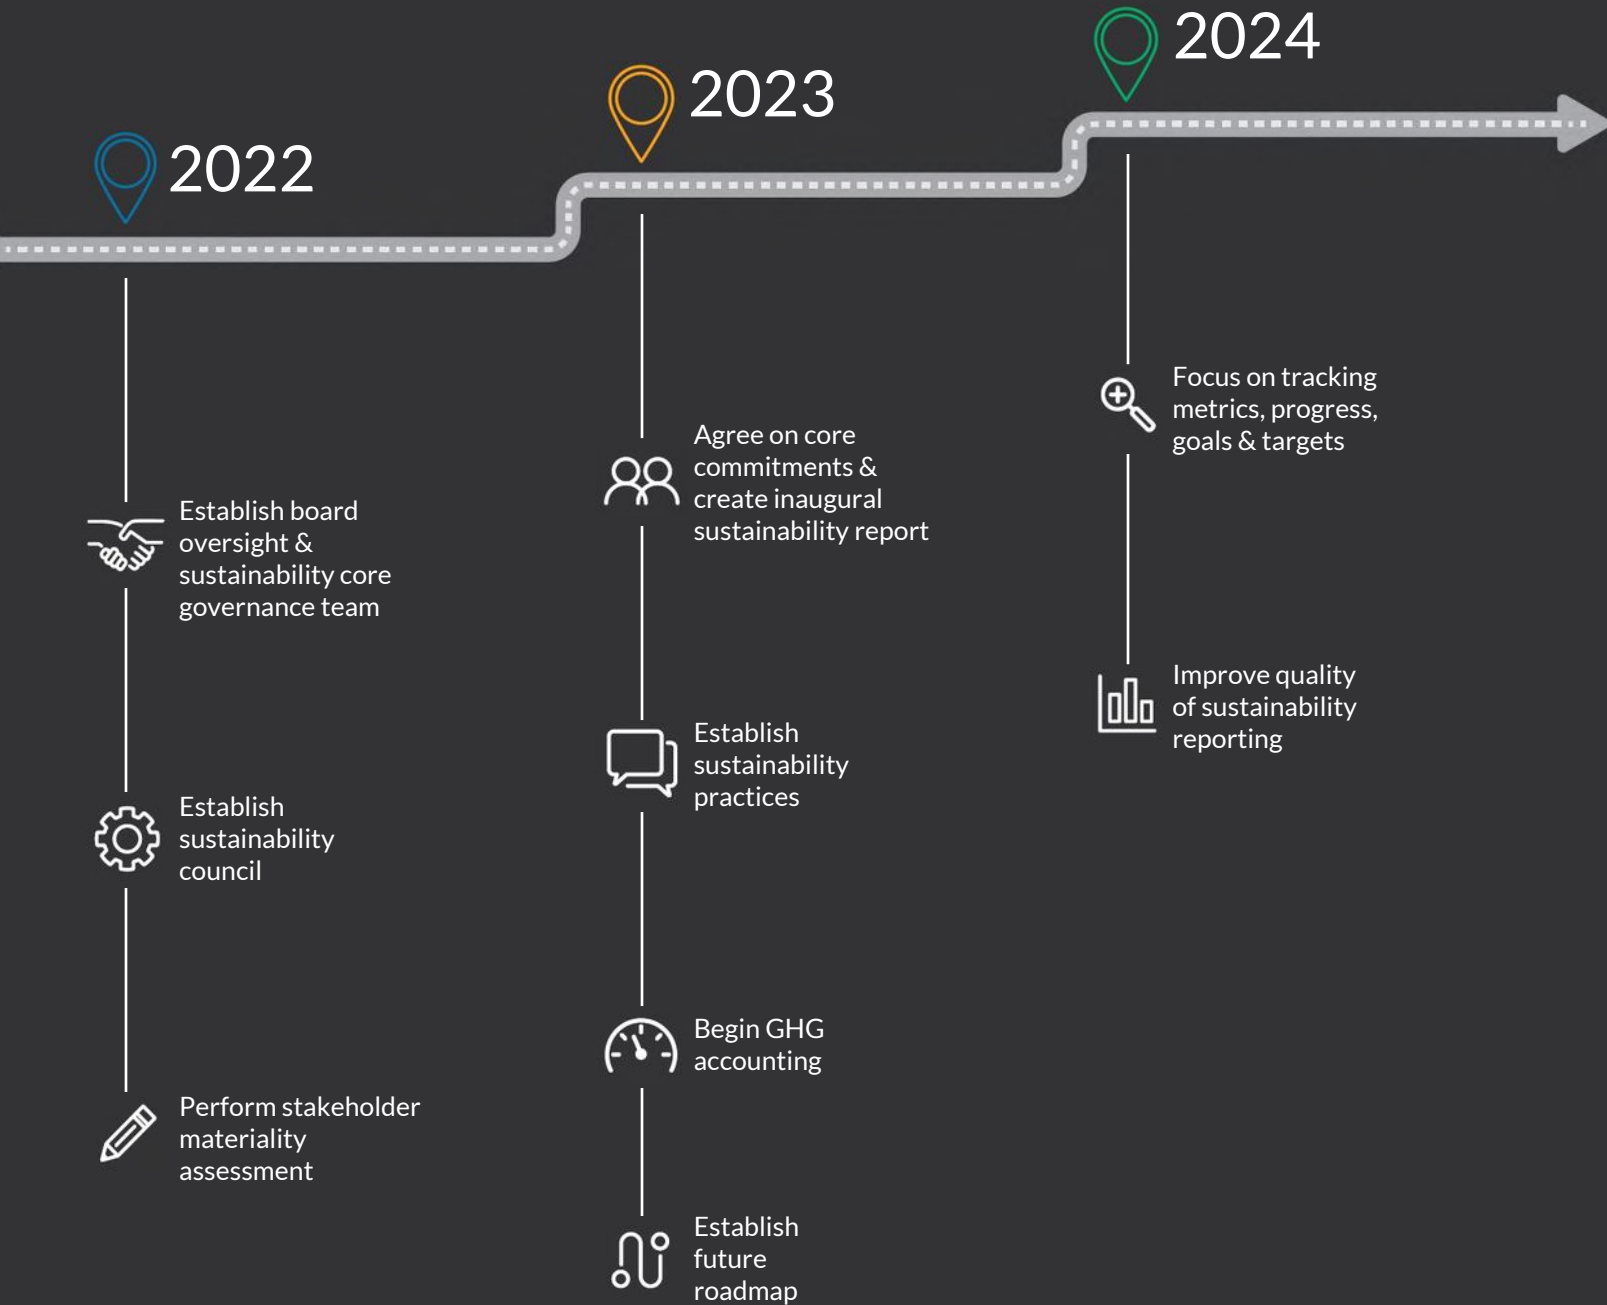 2022
Establish board
oversight &
sustainability core
governance team
Establish
sustainability
council
Perform stakeholder
materiality
assessment
2023
Agree on core
commitments &
create inaugural
sustainability report
Establish
sustainability
practices
Begin GHG
accounting
Establish
future
roadmap
2024
Focus on tracking
metrics, progress,
goals & targets
Improve quality
of sustainability
reporting